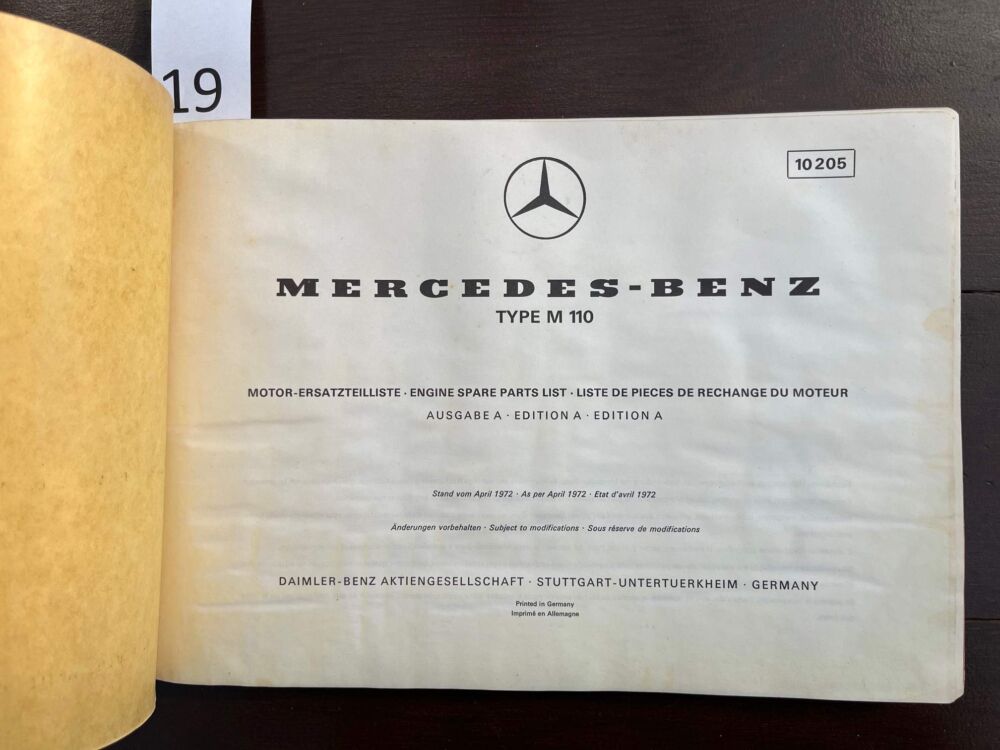 19
10 205
MERCEDES-BENZ
TYPE M 110
MOTOR-ERSATZTEILLISTE · ENGINE SPARE PARTS LIST · LISTE DE PIECES DE RECHANGE DU MOTEUR
AUSGABE A · EDITION A · EDITION A
Stand vom April 1972 · As per April 1972 · Etat d'avril 1972
Änderungen vorbehalten · Subject to modifications · Sous réserve de modifications
DAIMLER-BENZ AKTIENGESELLSCHAFT · STUTTGART-UNTERTUERKHEIM · GERMANY
Printed in Germany
Imprimé en Allemagne